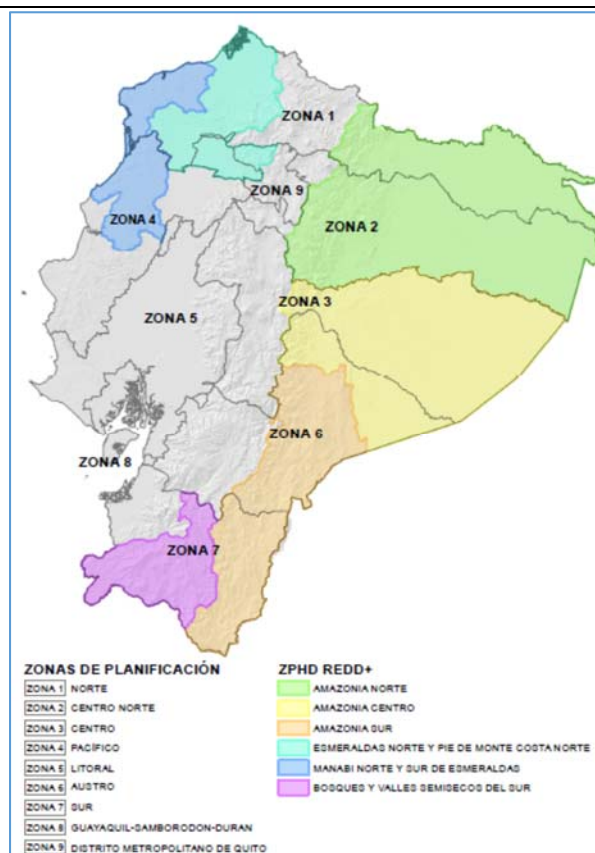 ZONA 1
ZONA 9
ZONA 4
ZONA 2
ZONA 3
ZONA 5
ZONA 6
ZONA 8
ZONA 7
ZONAS DE PLANIFICACIÓN
ZONA 1 NORTE
ZONA 2 CENTRO NORTE
ZONA 3 CENTRO
ZONA 4 PACÍFICO
ZONA 5 LITORAL
ZONA 6 AUSTRO
ZONA 7 SUR
ZONA 8 GUAYAQUIL-SAMBORODON-DURAN
ZONA 9 DISTRITO METROPOLITANO DE QUITO
ZPHD REDD+
AMAZONIA NORTE
AMAZONIA CENTRO
AMAZONIA SUR
ESMERALDAS NORTE Y PIE DE MONTE COSTA NORTE
MANABI NORTE Y SUR DE ESMERALDAS
BOSQUES Y VALLES SEMISECOS DEL SUR